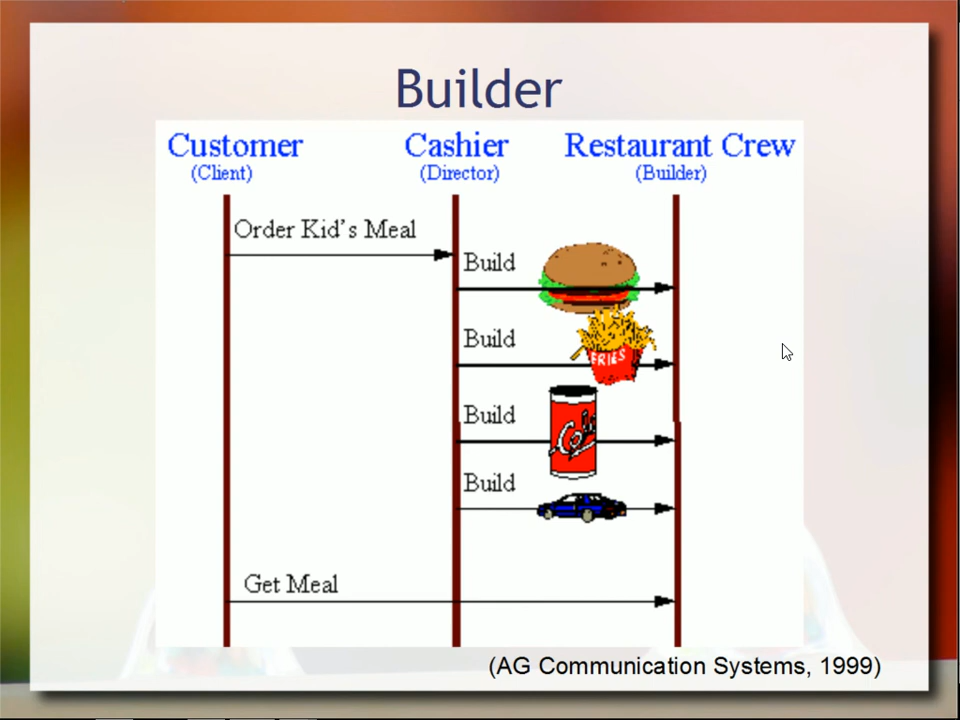 Builder
Customer Cashier Restaurant Crew
(Client) (Director) (Builder)
Order Kid's Meal
Build
Build
FRIES
Build
Cola
Build
Get Meal
(AG Communication Systems, 1999)